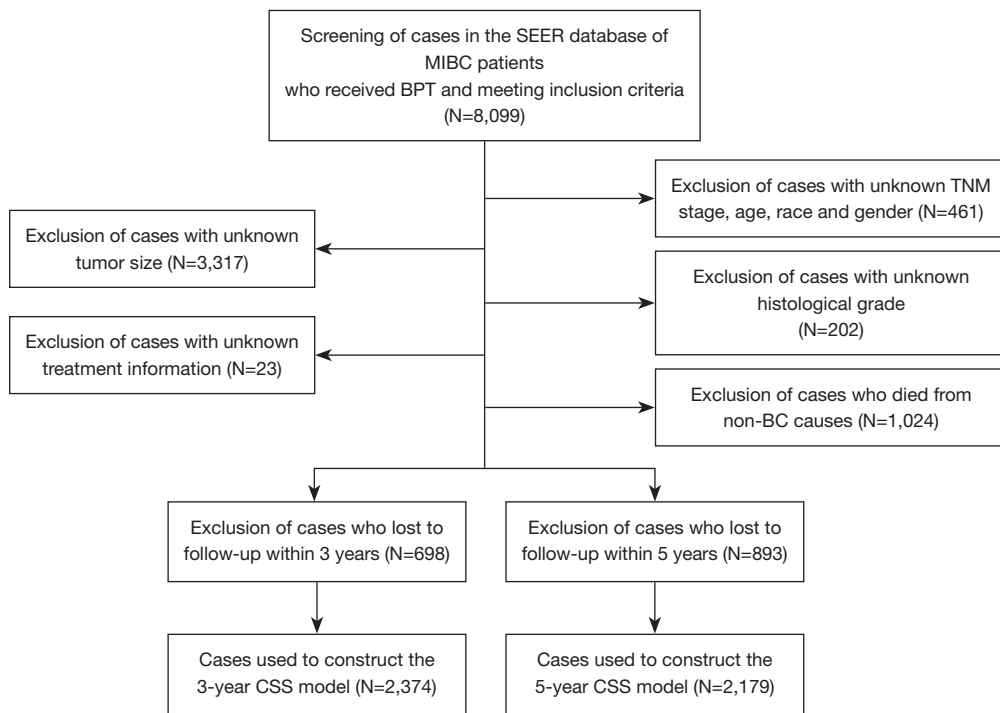 Screening of cases in the SEER database of
MIBC patients
who received BPT and meeting inclusion criteria
(N=8,099)
Exclusion of cases with unknown TNM
stage, age, race and gender (N=461)
Exclusion of cases with unknown
tumor size (N=3,317)
Exclusion of cases with unknown
histological grade
(N=202)
Exclusion of cases with unknown
treatment information (N=23)
Exclusion of cases who died from
non-BC causes (N=1,024)
Exclusion of cases who lost to
follow-up within 3 years (N=698)
Exclusion of cases who lost to
follow-up within 5 years (N=893)
Cases used to construct the
3-year CSS model (N=2,374)
Cases used to construct the
5-year CSS model (N=2,179)